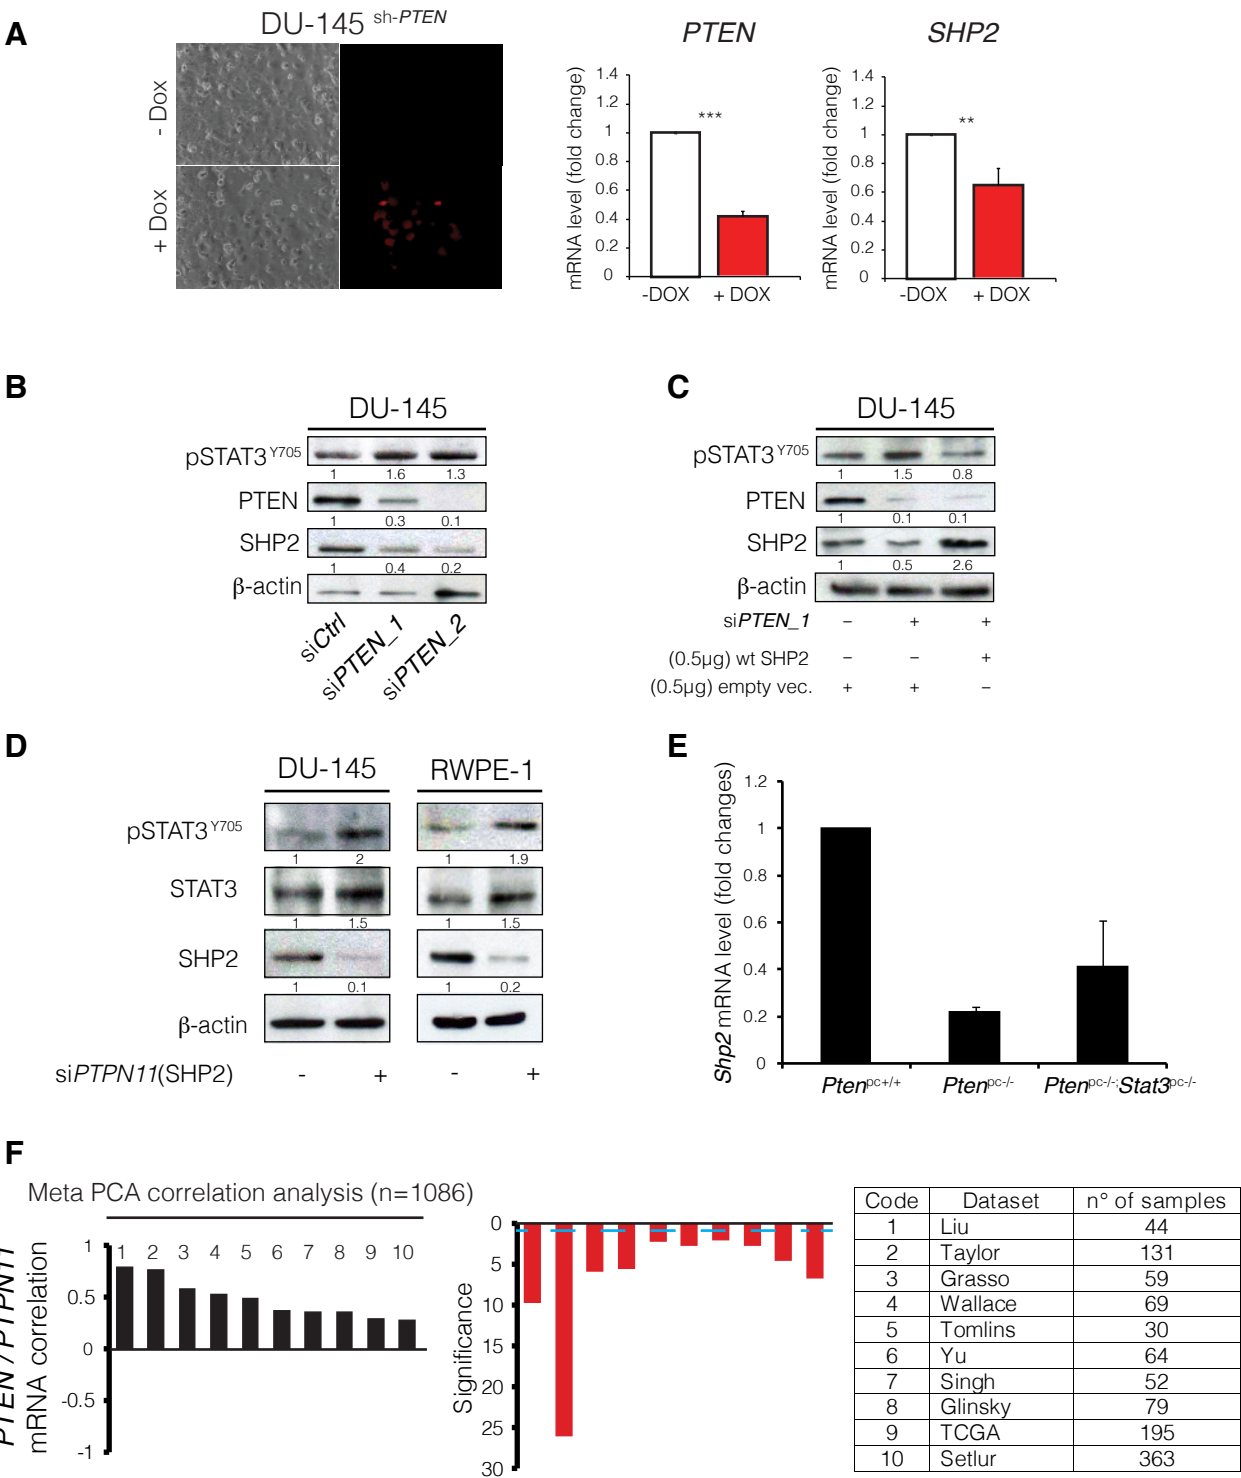 A
DU-145 sh-PTEN
- Dox
+ Dox
PTEN
mRNA level (fold change)
1.4
1.2
1
0.8
0.6
0.4
0.2
0
***
-DOX + DOX
SHP2
mRNA level (fold change)
1.4
1.2
1
0.8
0.6
0.4
0.2
0
**
-DOX + DOX
B
DU-145
pSTAT3 Y705
1 1.6 1.3
PTEN
1 0.3 0.1
SHP2
1 0.4 0.2
β-actin
siCtrl
siPTEN_1
siPTEN_2
C
DU-145
pSTAT3 Y705
1 1.5 0.8
PTEN
1 0.1 0.1
SHP2
1 0.5 2.6
β-actin
siPTEN_1 – + +
(0.5µg) wt SHP2 – – +
(0.5µg) empty vec. + + –
D
DU-145 RWPE-1
pSTAT3 Y705
1 2 1 1.9
STAT3
1 1.5 1 1.5
SHP2
1 0.1 1 0.2
β-actin
siPTPN11(SHP2) - + - +
E
Shp2 mRNA level (fold changes)
1.2
1
0.8
0.6
0.4
0.2
0
Ptenpc+/+ Ptenpc-/- Ptenpc-/-;Stat3pc-/-
F
Meta PCA correlation analysis (n=1086)
PTEN / PTPN11
mRNA correlation
1
0.5
0
-0.5
-1
1 2 3 4 5 6 7 8 9 10
Significance
0
5
10
15
20
25
30
Code Dataset n° of samples
1 Liu 44
2 Taylor 131
3 Grasso 59
4 Wallace 69
5 Tomlins 30
6 Yu 64
7 Singh 52
8 Glinsky 79
9 TCGA 195
10 Setlur 363